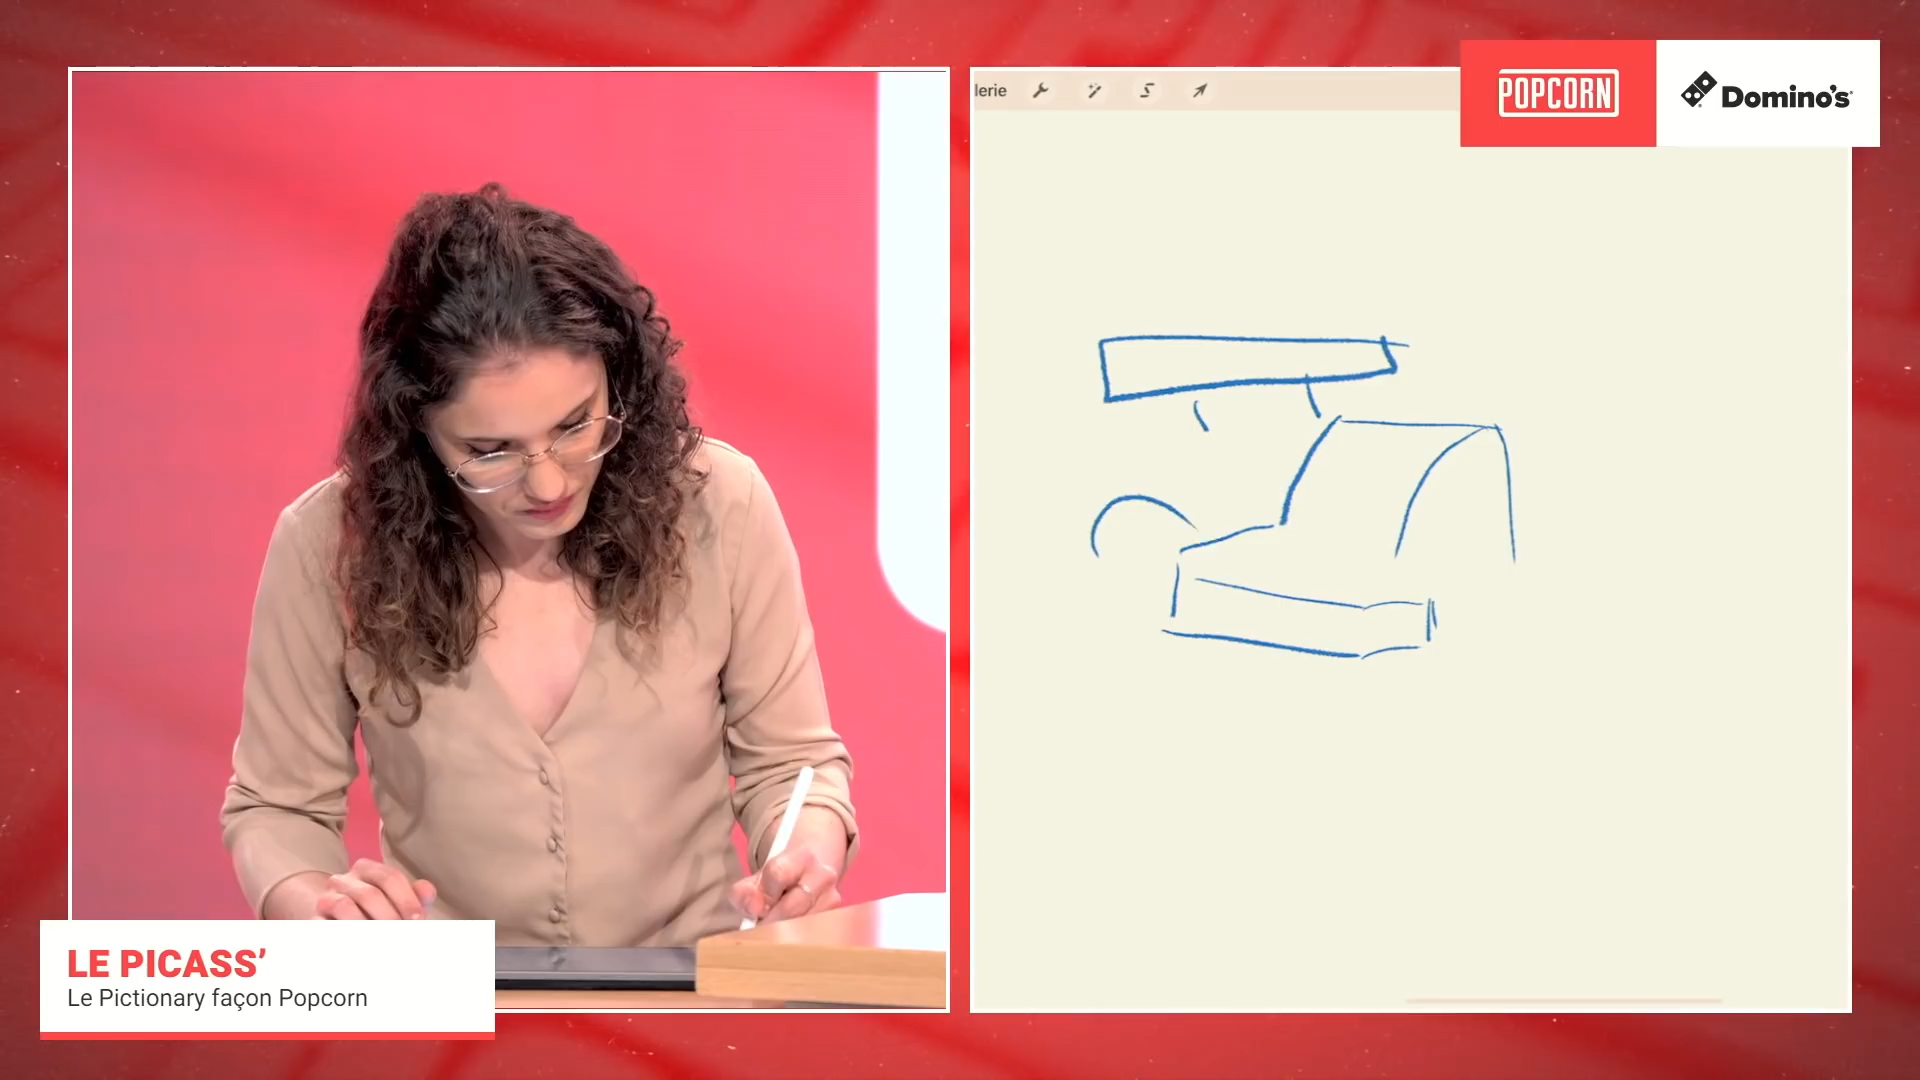 lerie
POPCORN
Domino's
LE PICASS’
Le Pictionary façon Popcorn